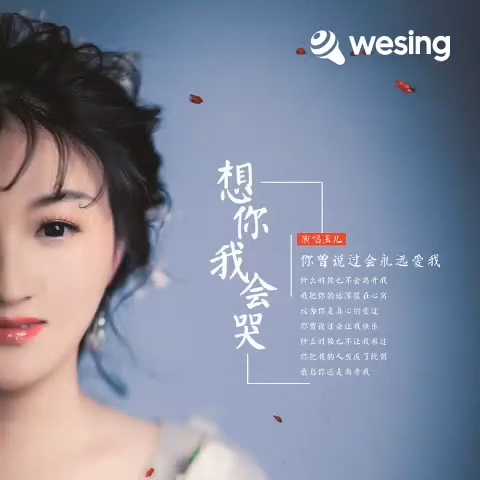 wesing
想你我会哭
演唱玉儿
你曾说过会永远爱我
什么时候也不会离开我
我把你的话深藏在心窝
以为你是真心的爱过
你曾说过会让我快乐
什么时候也不让我难过
你把我的人当成了玩偶
最后你还是离开我